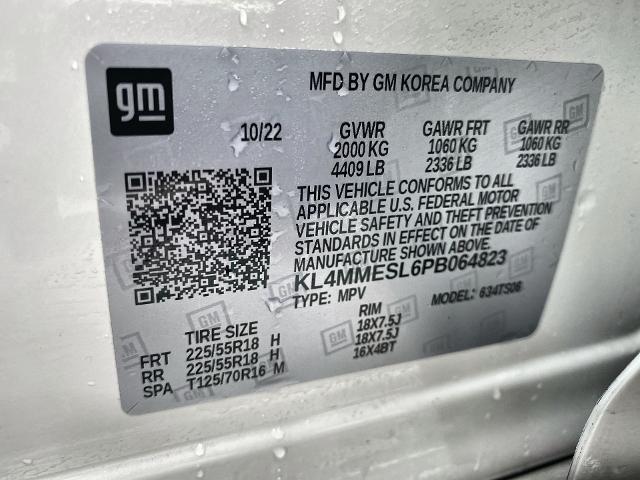 gm
MFD BY GM KOREA COMPANY
10/22 GVWR GAWR FRT GAWR RR
2000 KG 1060 KG 1060 KG
4409 LB 2336 LB 2336 LB
THIS VEHICLE CONFORMS TO ALL
APPLICABLE U.S. FEDERAL MOTOR
VEHICLE SAFETY AND THEFT PREVENTION
STANDARDS IN EFFECT ON THE DATE OF
MANUFACTURE SHOWN ABOVE.
KL4MMESL6PB064823
TYPE: MPV MODEL: 634TS06
TIRE SIZE RIM
FRT 225/55R18 H 18X7.5J
RR 225/55R18 H 18X7.5J
SPA T125/70R16 M 16X4BT